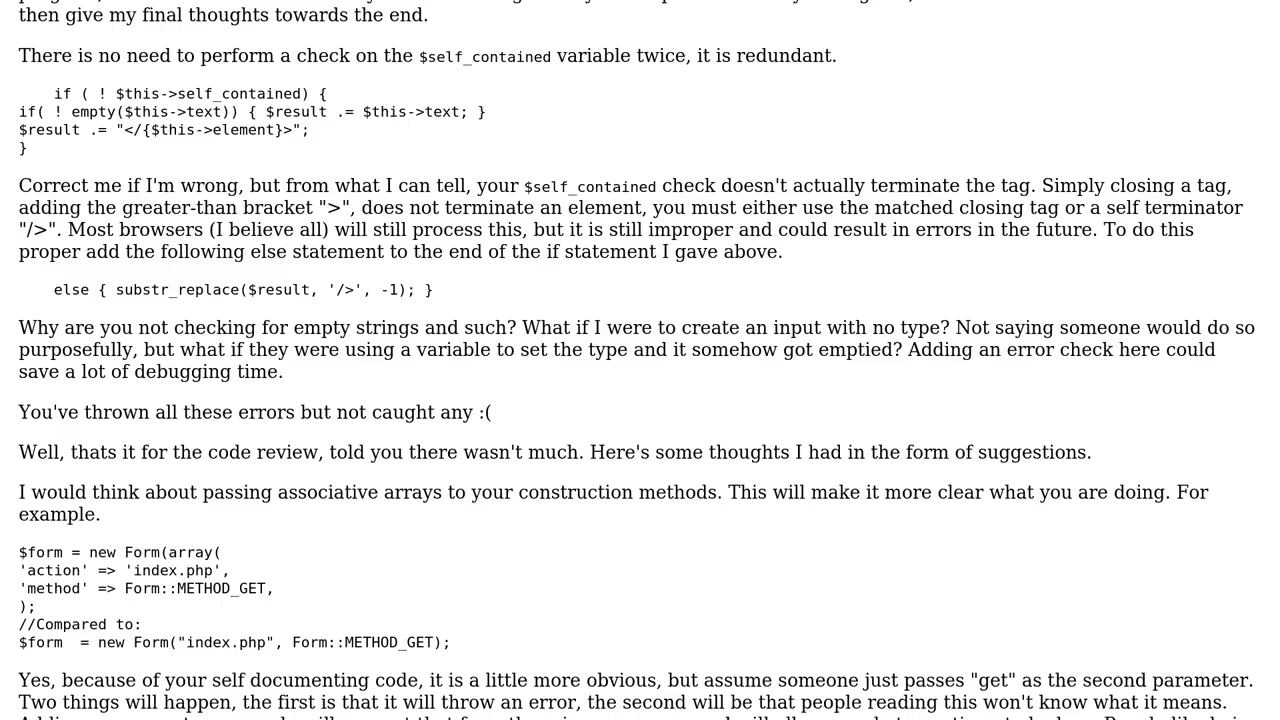 then give my final thoughts towards the end.
There is no need to perform a check on the $self_contained variable twice, it is redundant.
if ( ! $this->self_contained) {
if( ! empty($this->text)) { $result .= $this->text; }
$result .= "</{$this->element}>";
}
Correct me if I'm wrong, but from what I can tell, your $self_contained check doesn't actually terminate the tag. Simply closing a tag,
adding the greater-than bracket ">", does not terminate an element, you must either use the matched closing tag or a self terminator
"/>". Most browsers (I believe all) will still process this, but it is still improper and could result in errors in the future. To do this
proper add the following else statement to the end of the if statement I gave above.
else { substr_replace($result, '/>', -1); }
Why are you not checking for empty strings and such? What if I were to create an input with no type? Not saying someone would do so
purposefully, but what if they were using a variable to set the type and it somehow got emptied? Adding an error check here could
save a lot of debugging time.
You've thrown all these errors but not caught any :(
Well, thats it for the code review, told you there wasn't much. Here's some thoughts I had in the form of suggestions.
I would think about passing associative arrays to your construction methods. This will make it more clear what you are doing. For
example.
$form = new Form(array(
'action' => 'index.php',
'method' => Form::METHOD_GET,
);
//Compared to:
$form  = new Form("index.php", Form::METHOD_GET);
Yes, because of your self documenting code, it is a little more obvious, but assume someone just passes "get" as the second parameter.
Two things will happen, the first is that it will throw an error, the second will be that people reading this won't know what it means.